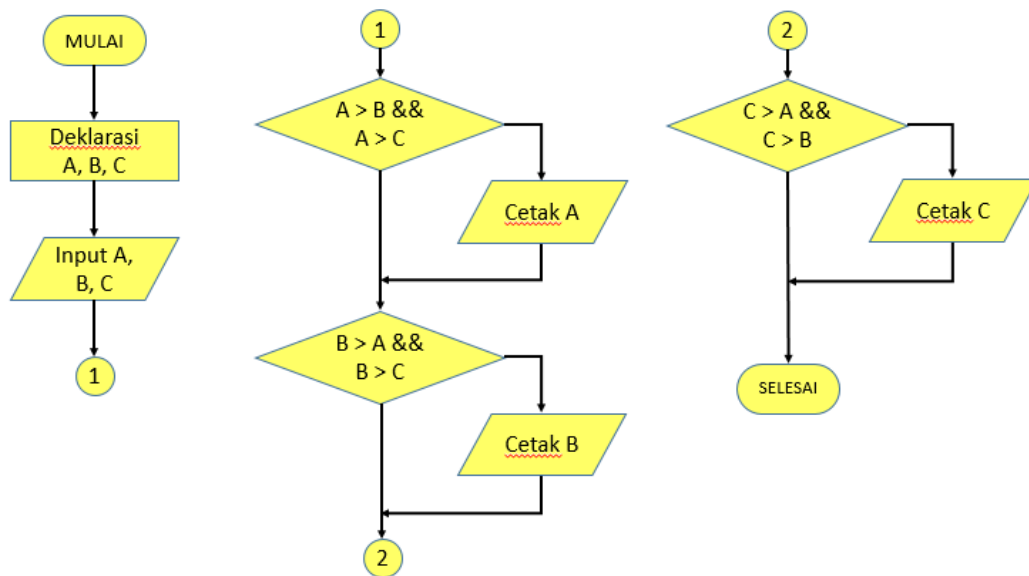 MULAI
Deklarasi
A, B, C
Input A,
B, C
1
1
A > B &&
A > C
Cetak A
B > A &&
B > C
Cetak B
2
2
C > A &&
C > B
Cetak C
SELESAI